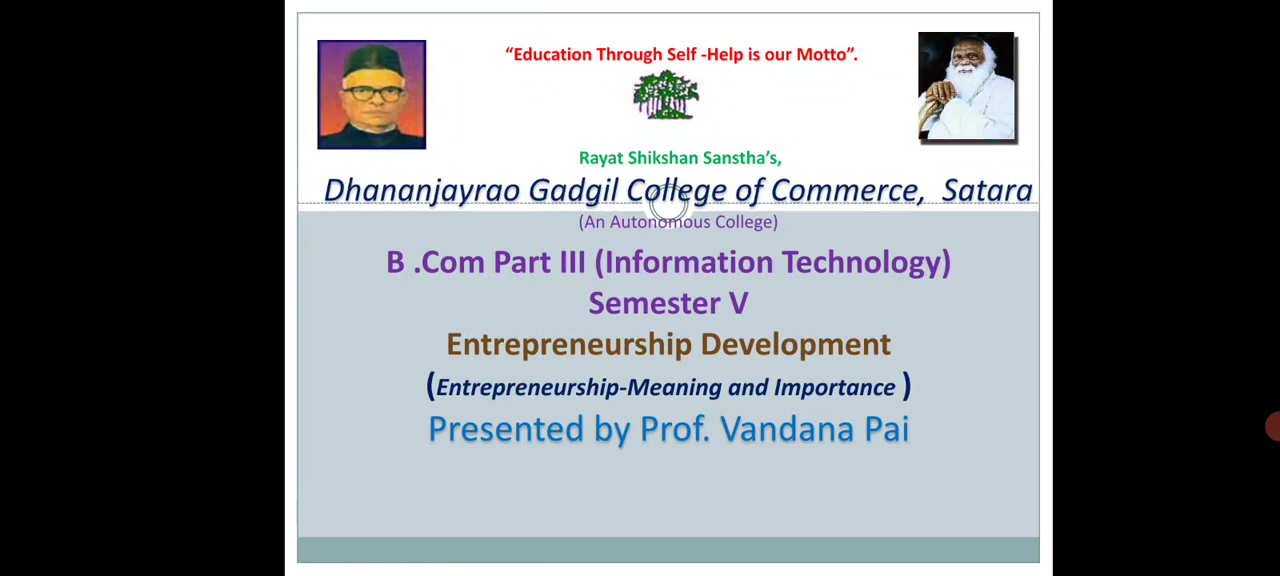 “Education Through Self -Help is our Motto”.
Rayat Shikshan Sanstha’s,
Dhananjayrao Gadgil College of Commerce, Satara
(An Autonomous College)
B .Com Part III (Information Technology)
Semester V
Entrepreneurship Development
(Entrepreneurship-Meaning and Importance )
Presented by Prof. Vandana Pai